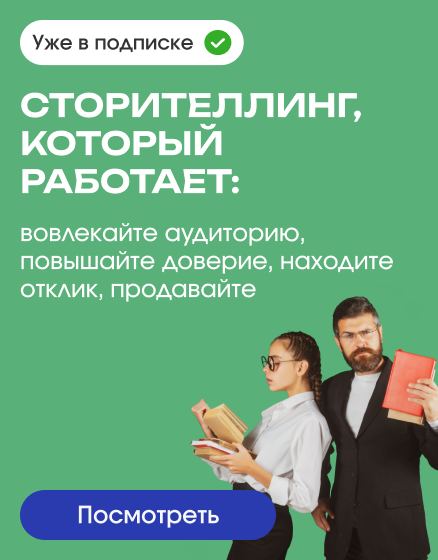 Уже в подписке
СТОРИТЕЛЛИНГ,
КОТОРЫЙ
РАБОТАЕТ:
вовлекайте аудиторию,
повышайте доверие, находите
отклик, продавайте
Посмотреть